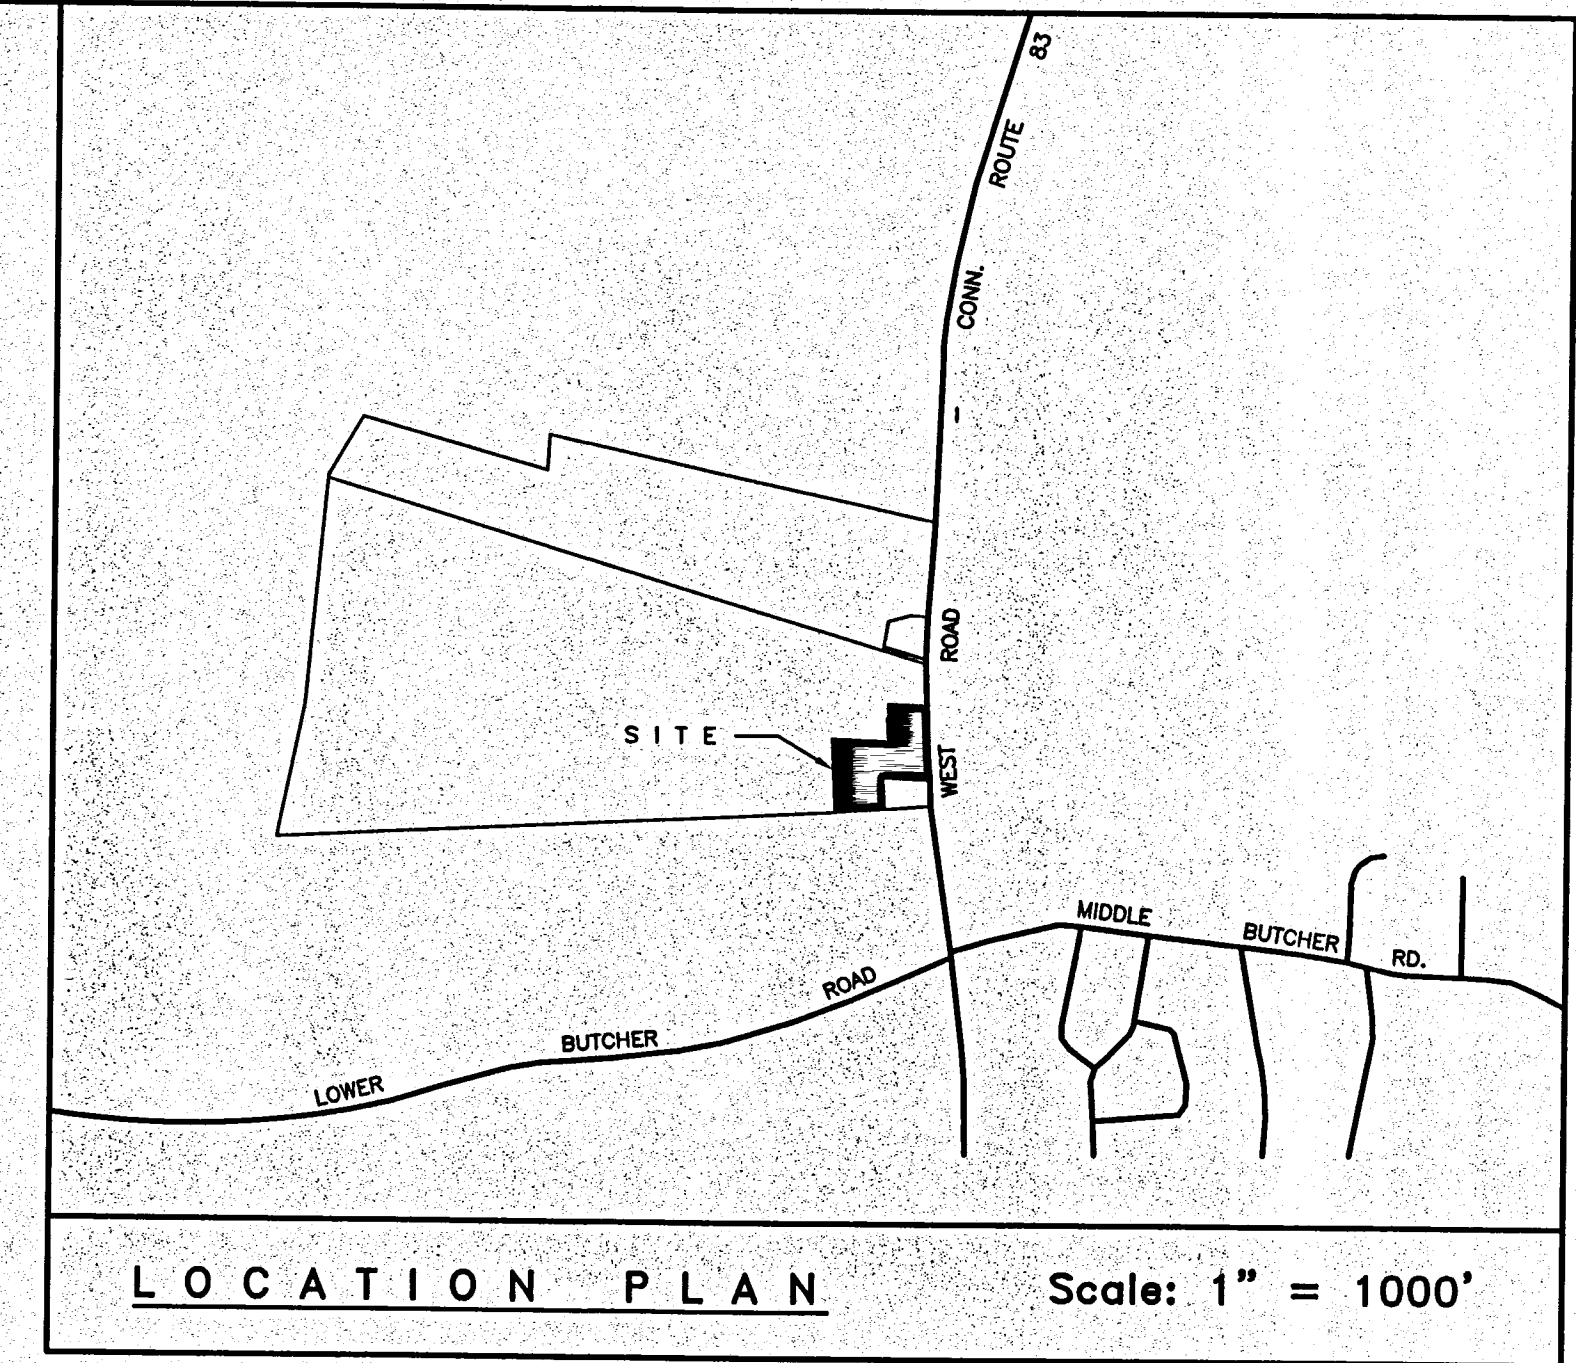 WEST ROAD - CONN. ROUTE 83
SITE
MIDDLE BUTCHER RD.
LOWER BUTCHER ROAD
LOCATION PLAN
Scale: 1" = 1000'